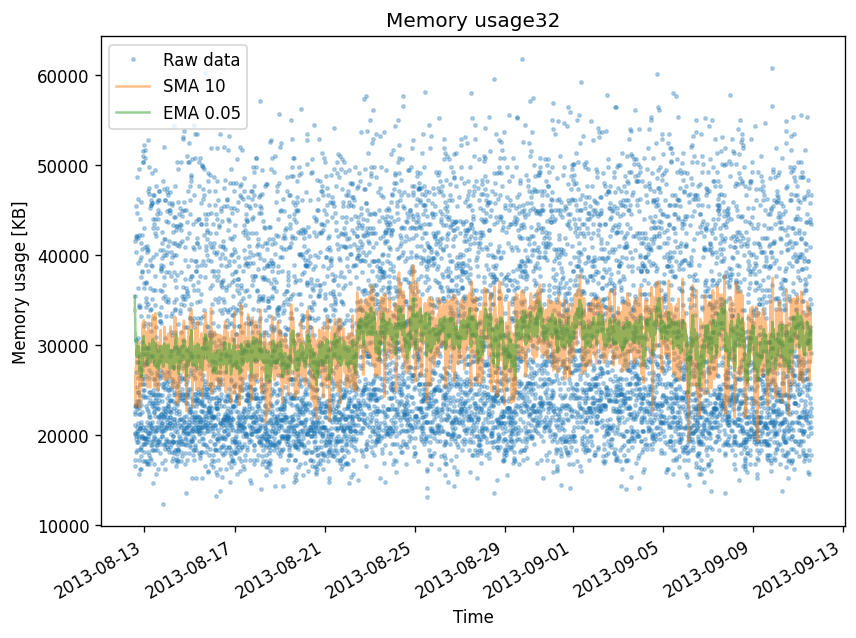 Memory usage32
Raw data
SMA 10
EMA 0.05
Memory usage [KB]
60000
50000
40000
30000
20000
10000
2013-08-13
2013-08-17
2013-08-21
2013-08-25
2013-08-29
2013-09-01
2013-09-05
2013-09-09
2013-09-13
Time